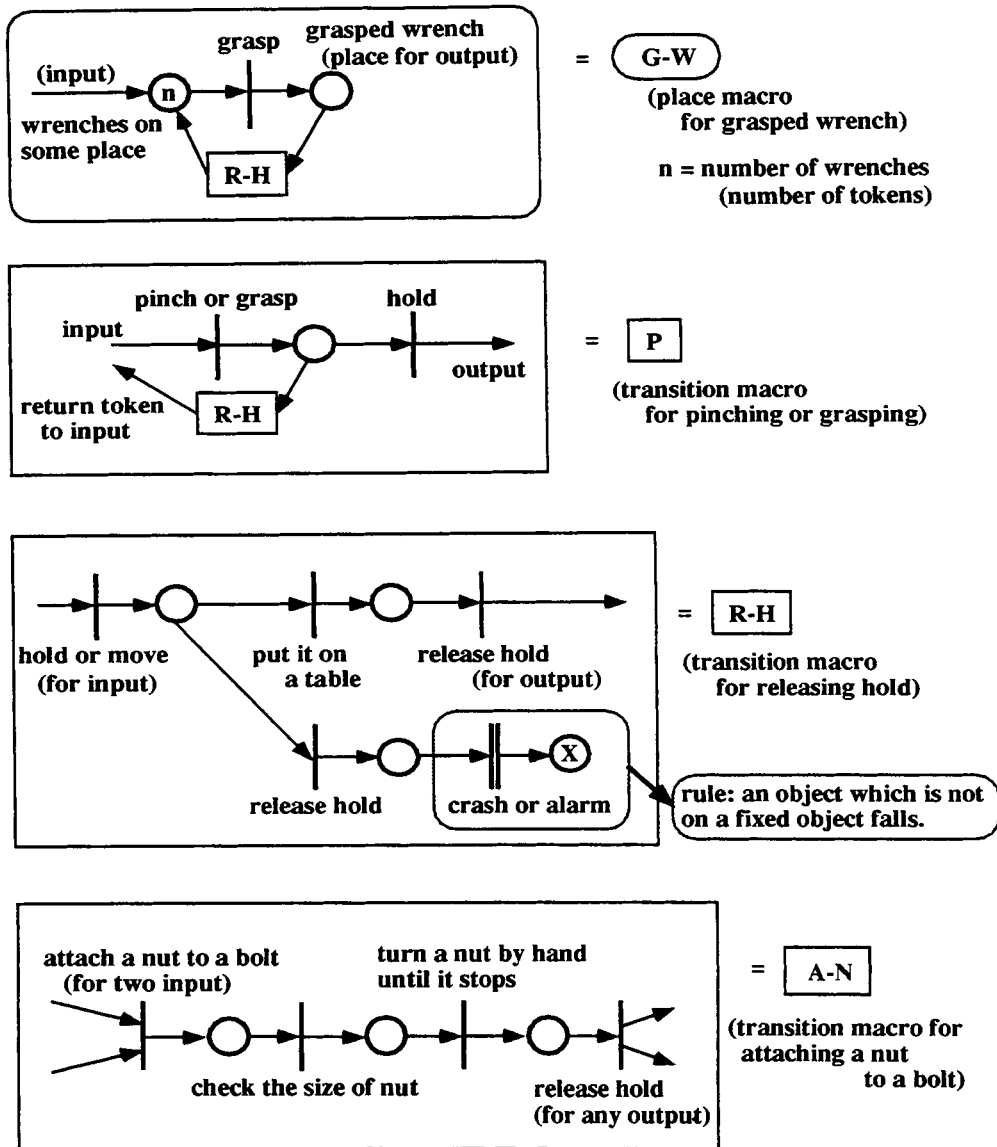 grasp
grasped wrench
(place for output)
(input)
n
wrenches on
some place
R-H
= G-W
(place macro
for grasped wrench)
n = number of wrenches
(number of tokens)
pinch or grasp
hold
input
output
return token
to input
R-H
= P
(transition macro
for pinching or grasping)
hold or move
(for input)
put it on
a table
release hold
(for output)
release hold
X
crash or alarm
= R-H
(transition macro
for releasing hold)
rule: an object which is not
on a fixed object falls.
attach a nut to a bolt
(for two input)
turn a nut by hand
until it stops
check the size of nut
release hold
(for any output)
= A-N
(transition macro for
attaching a nut
to a bolt)